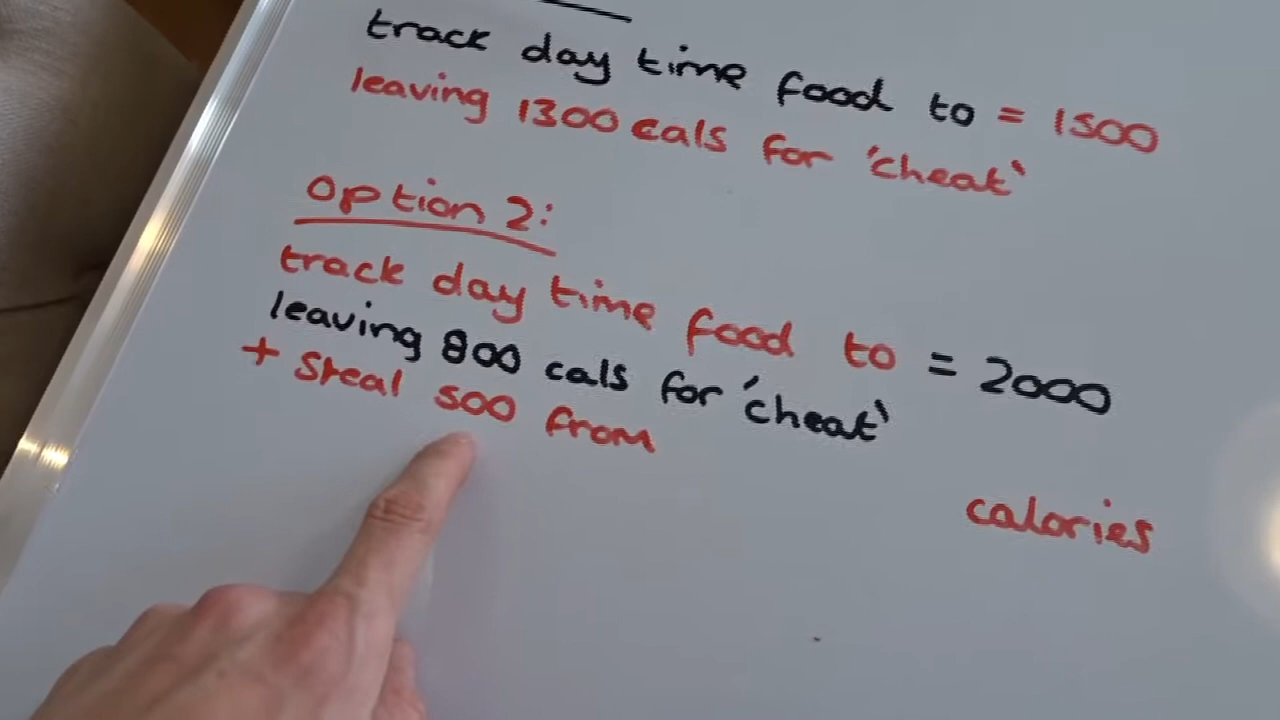 track day time food to = 1500
leaving 1300 cals for 'cheat'
option 2:
track day time food to = 2000
leaving 800 cals for 'cheat'
+ Steal 500 from
calories